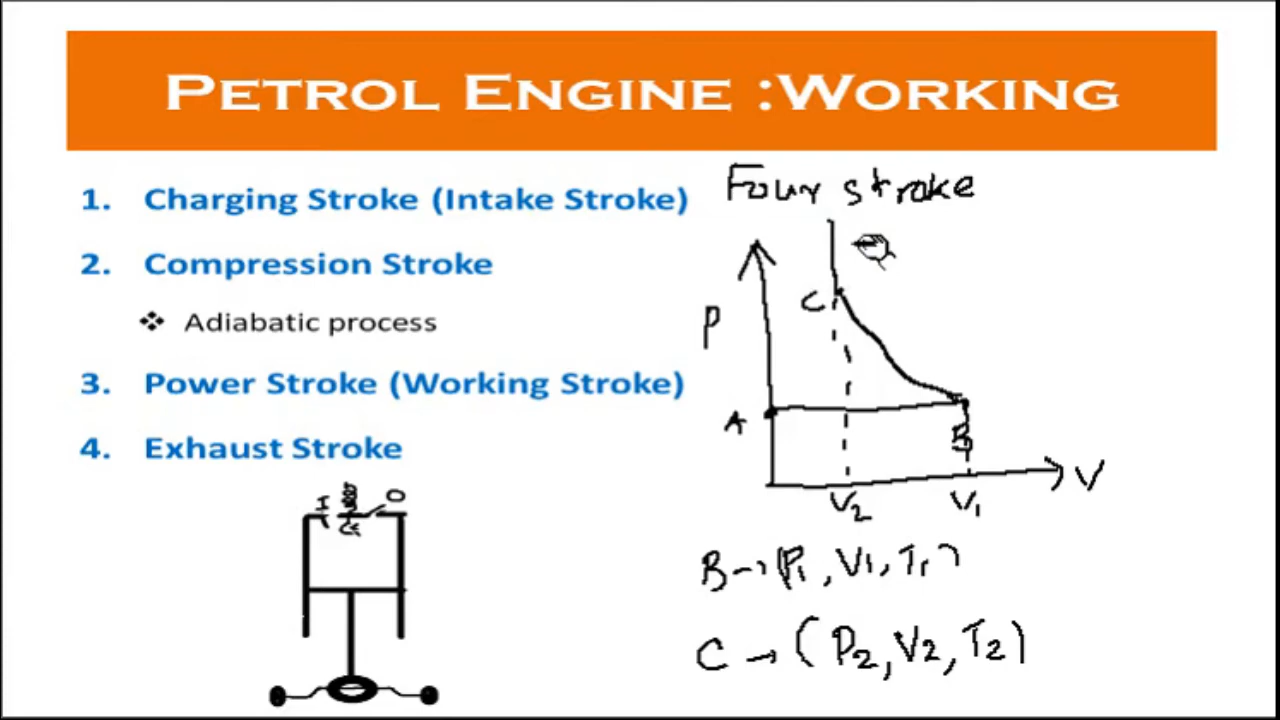 PETROL ENGINE :WORKING
1. Charging Stroke (Intake Stroke)
2. Compression Stroke
❖ Adiabatic process
3. Power Stroke (Working Stroke)
4. Exhaust Stroke
I O
Four stroke
P
C
A
B
V
V2 V1
B → (P1, V1, T1)
C → (P2, V2, T2)